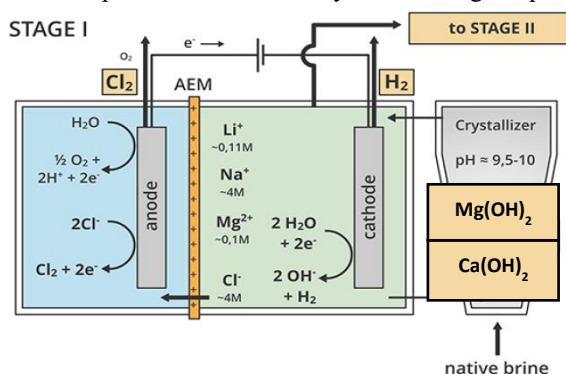 STAGE I
to STAGE II
O₂
e⁻
Cl₂
AEM
H₂
H₂O
½ O₂ +
2H⁺ + 2e⁻
2Cl⁻
Cl₂ + 2e⁻
anode
Li⁺
~0,11M
Na⁺
~4M
Mg²⁺
~0,1M
Cl⁻
~4M
2 H₂O
+ 2e⁻
2 OH⁻
+ H₂
cathode
Crystallizer
pH ≈ 9,5-10
Mg(OH)₂
Ca(OH)₂
native brine